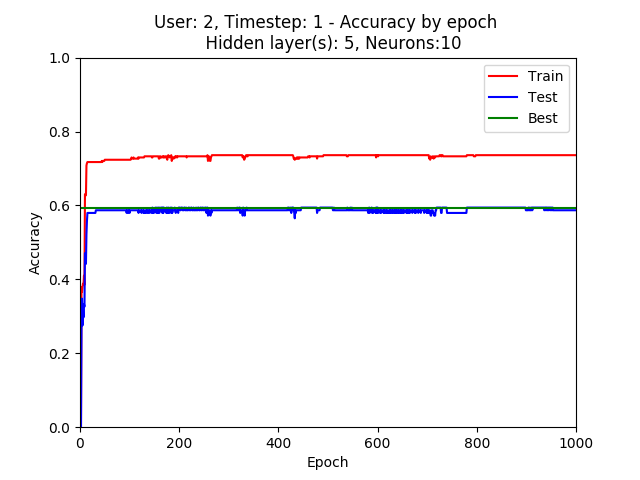 User: 2, Timestep: 1 - Accuracy by epoch
Hidden layer(s): 5, Neurons:10
Train
Test
Best
Accuracy
1.0
0.8
0.6
0.4
0.2
0.0
0 200 400 600 800 1000
Epoch